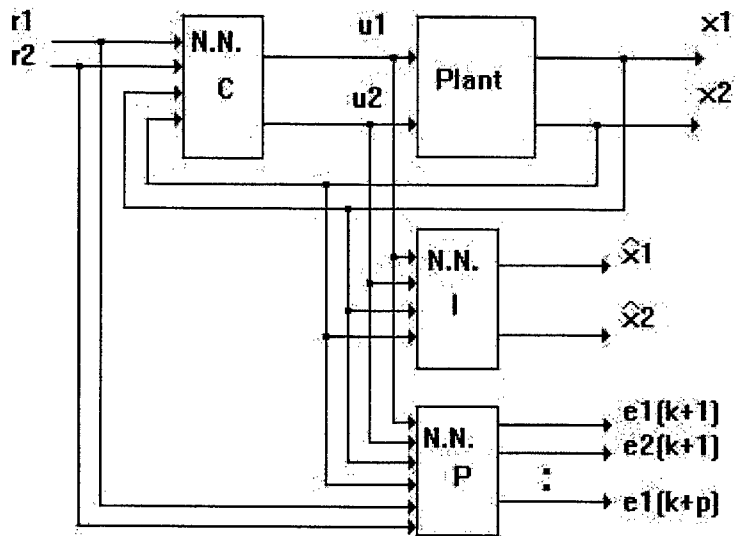 r1
r2
N.N.
C
u1
u2
Plant
x1
x2
N.N.
I
x̂1
x̂2
N.N.
P
e1(k+1)
e2(k+1)
:
e1(k+p)